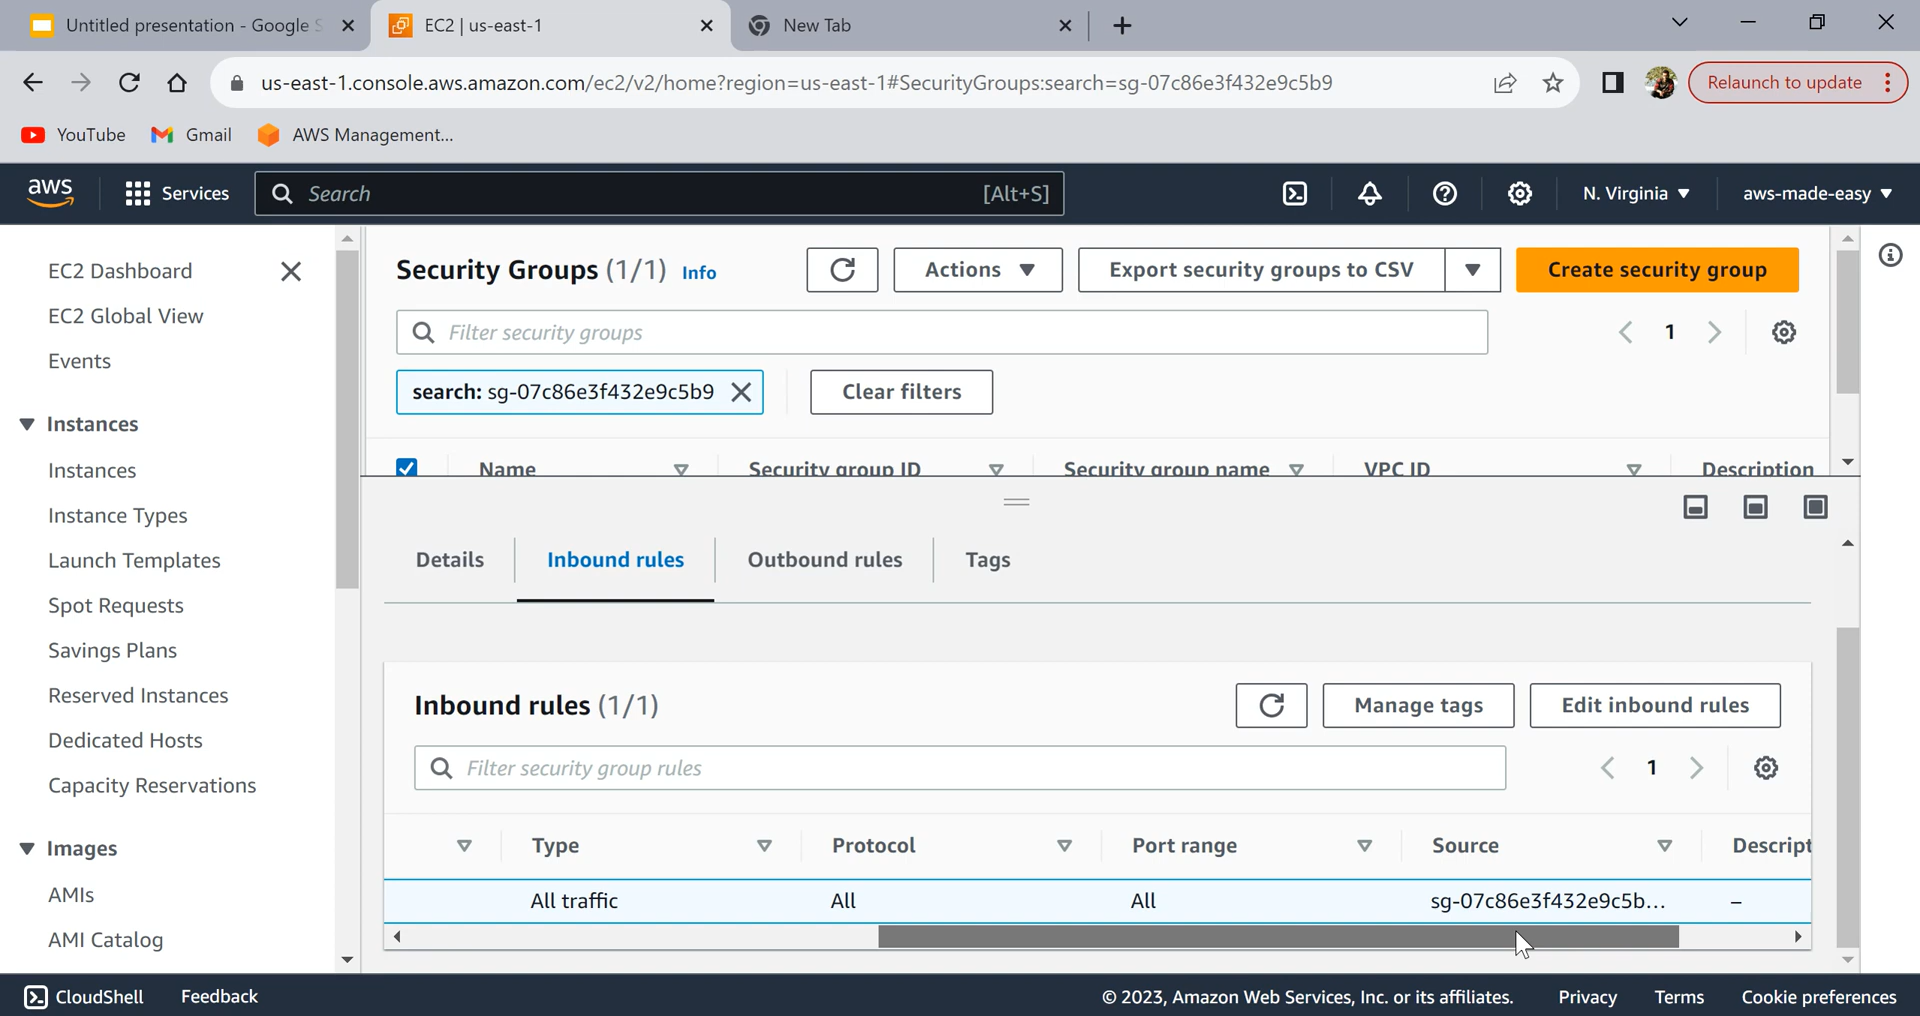 Untitled presentation - Google S
EC2 | us-east-1
New Tab
us-east-1.console.aws.amazon.com/ec2/v2/home?region=us-east-1#SecurityGroups:search=sg-07c86e3f432e9c5b9
Relaunch to update
YouTube
Gmail
AWS Management...
aws
Services
Search
[Alt+S]
N. Virginia
aws-made-easy
EC2 Dashboard
EC2 Global View
Events
Instances
Instances
Instance Types
Launch Templates
Spot Requests
Savings Plans
Reserved Instances
Dedicated Hosts
Capacity Reservations
Images
AMIs
AMI Catalog
Security Groups (1/1) Info
Actions
Export security groups to CSV
Create security group
Filter security groups
1
search: sg-07c86e3f432e9c5b9
Clear filters
Name
Security group ID
Security group name
VPC ID
Description
Details
Inbound rules
Outbound rules
Tags
Inbound rules (1/1)
Manage tags
Edit inbound rules
Filter security group rules
1
Type
Protocol
Port range
Source
Descript
All traffic
All
All
sg-07c86e3f432e9c5b...
–
CloudShell
Feedback
© 2023, Amazon Web Services, Inc. or its affiliates.
Privacy
Terms
Cookie preferences